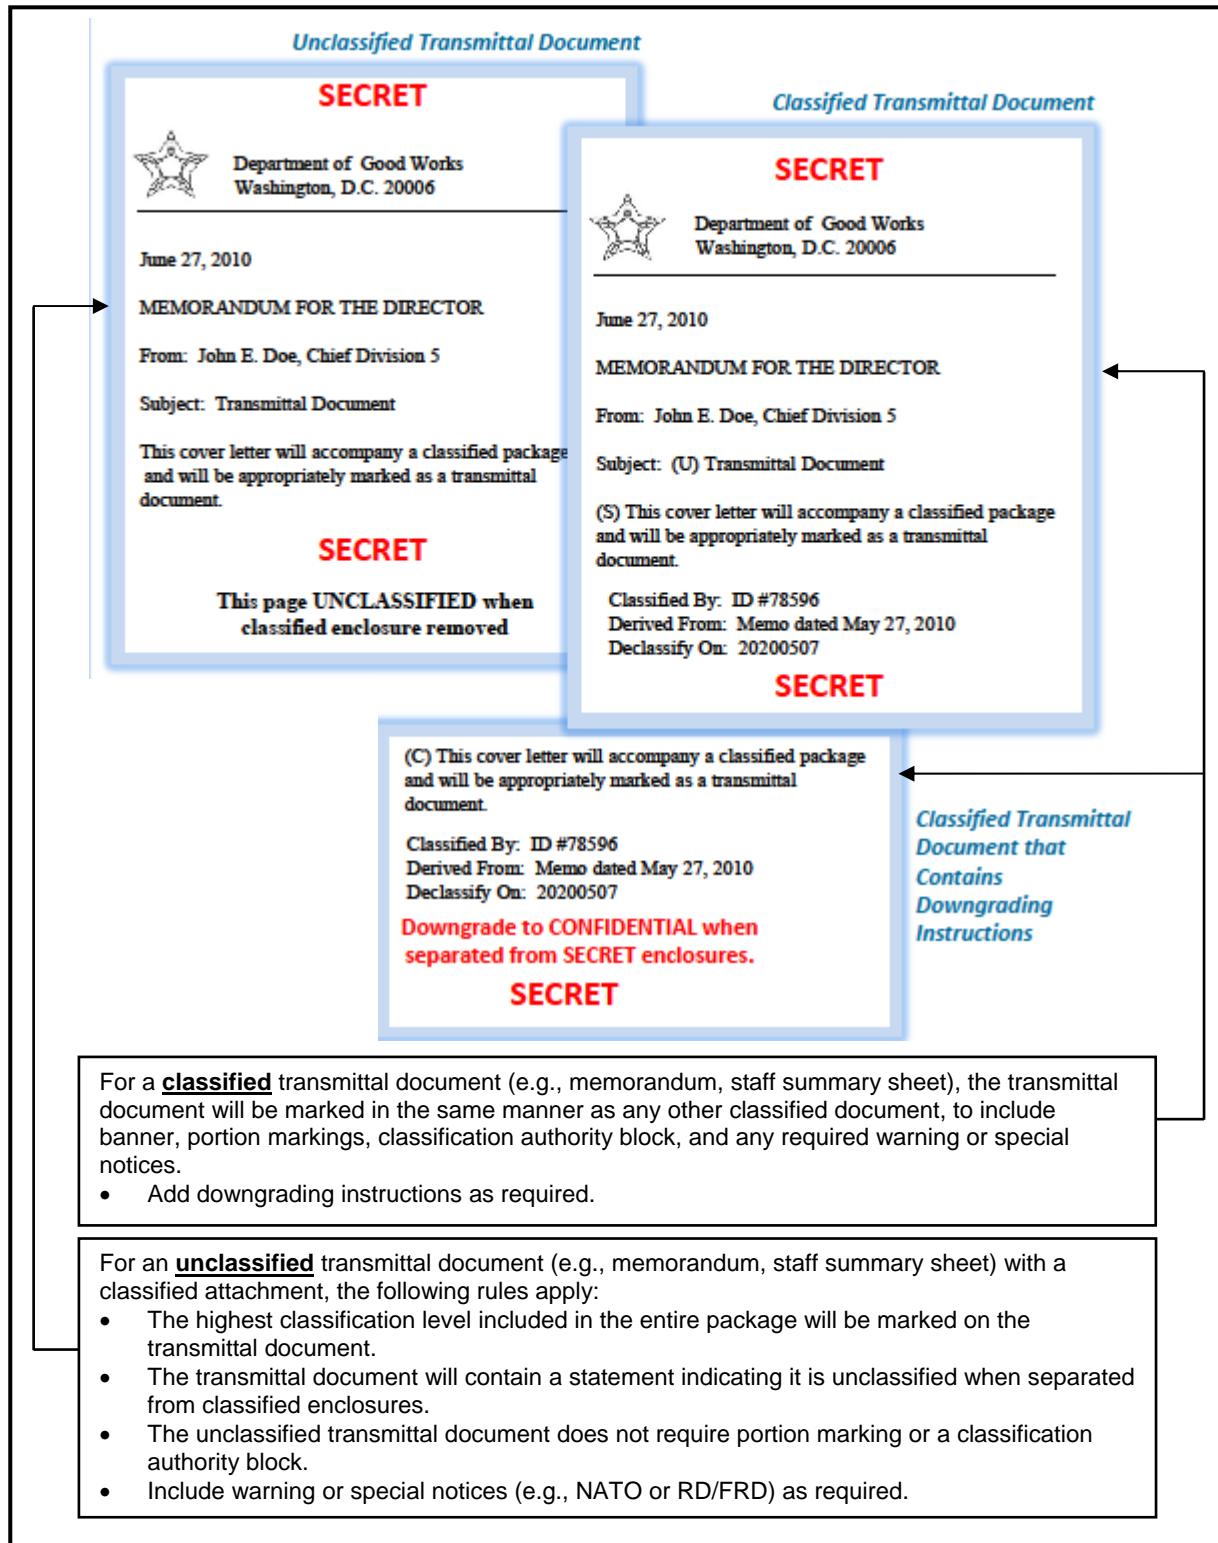 Unclassified Transmittal Document
SECRET
Department of Good Works
Washington, D.C. 20006
June 27, 2010
MEMORANDUM FOR THE DIRECTOR
From: John E. Doe, Chief Division 5
Subject: Transmittal Document
This cover letter will accompany a classified package
and will be appropriately marked as a transmittal
document.
SECRET
This page UNCLASSIFIED when
classified enclosure removed
Classified Transmittal Document
SECRET
Department of Good Works
Washington, D.C. 20006
June 27, 2010
MEMORANDUM FOR THE DIRECTOR
From: John E. Doe, Chief Division 5
Subject: (U) Transmittal Document
(S) This cover letter will accompany a classified package
and will be appropriately marked as a transmittal
document.
Classified By: ID #78596
Derived From: Memo dated May 27, 2010
Declassify On: 20200507
SECRET
(C) This cover letter will accompany a classified package
and will be appropriately marked as a transmittal
document.
Classified By: ID #78596
Derived From: Memo dated May 27, 2010
Declassify On: 20200507
Downgrade to CONFIDENTIAL when
separated from SECRET enclosures.
SECRET
Classified Transmittal
Document that
Contains
Downgrading
Instructions
For a classified transmittal document (e.g., memorandum, staff summary sheet), the transmittal
document will be marked in the same manner as any other classified document, to include
banner, portion markings, classification authority block, and any required warning or special
notices.
• Add downgrading instructions as required.
For an unclassified transmittal document (e.g., memorandum, staff summary sheet) with a
classified attachment, the following rules apply:
• The highest classification level included in the entire package will be marked on the
transmittal document.
• The transmittal document will contain a statement indicating it is unclassified when separated
from classified enclosures.
• The unclassified transmittal document does not require portion marking or a classification
authority block.
• Include warning or special notices (e.g., NATO or RD/FRD) as required.